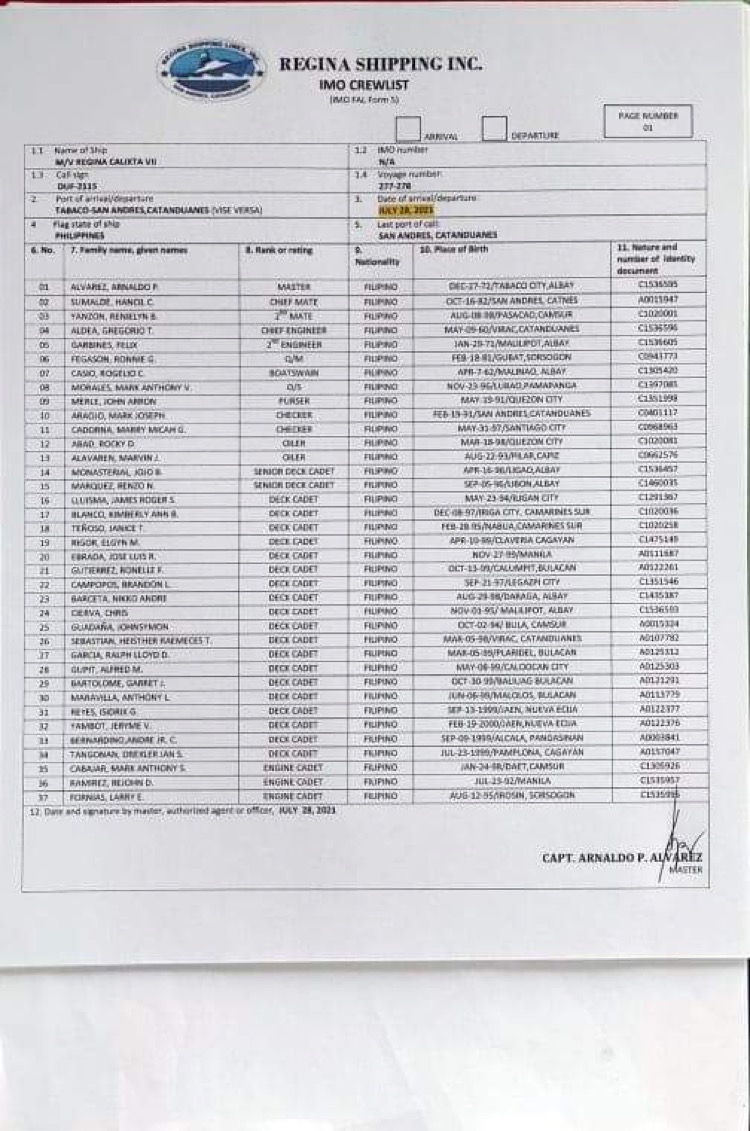 REGINA SHIPPING LINES, INC.
SAN ANDRES, CATANDUANES
REGINA SHIPPING INC.
IMO CREWLIST
(IMO FAL Form 5)
ARRIVAL DEPARTURE
PAGE NUMBER
01
1.1 Name of Ship 1.2 IMO number
M/V REGINA CALIXTA VII N/A
1.3 Call sign 1.4 Voyage number:
DUF-2115 277-278
2. Port of arrival/departure 3. Date of arrival/departure:
TABACO-SAN ANDRES,CATANDUANES (VISE VERSA) JULY 28, 2021
4 Flag state of ship 5. Last port of call:
PHILIPPINES SAN ANDRES, CATANDUANES
6. No. 7. Family name, given names 8. Rank or rating 9. Nationality 10. Place of Birth 11. Nature and number of identity document
01 ALVAREZ, ARNALDO P. MASTER FILIPINO DEC-27-72/TABACO CITY,ALBAY C1536595
02 SUMALDE, HANCIL C. CHIEF MATE FILIPINO OCT-16-82/SAN ANDRES, CATNES A0015947
03 YANZON, RENIELYN B. 2ND MATE FILIPINO AUG-08-98/PASACAO,CAMSUR C1020001
04 ALDEA, GREGORIO T. CHIEF ENGINEER FILIPINO MAY-09-60/VIRAC,CATANDUANES C1536596
05 GARBINES, FELIX 2ND ENGINEER FILIPINO JAN-29-71/MALILIPOT,ALBAY C1536605
06 FEGASON, RONNIE G. O/M FILIPINO FEB-18-81/GUBAT,SORSOGON C0943773
07 CASIO, ROGELIO C. BOATSWAIN FILIPINO APR-7-62/MALINAO, ALBAY C1305420
08 MORALES, MARK ANTHONY V. O/S FILIPINO NOV-23-96/LUBAO,PAMAPANGA C1397085
09 MERLE, JOHN ARRON PURSER FILIPINO MAY-19-91/QUEZON CITY C1351998
10 ARAOJO, MARK JOSEPH CHECKER FILIPINO FEB-19-91/SAN ANDRES,CATANDUANES C0401117
11 CADORNA, MARRY MICAH G. CHECKER FILIPINO MAY-31-97/SANTIAGO CITY C0968963
12 ABAD, ROCKY D. OILER FILIPINO MAR-18-98/QUEZON CITY C1020081
13 ALAVAREN, MARVIN J. OILER FILIPINO AUG-22-93/PILAR,CAPIZ C0662576
14 MONASTERIAL, JOJO B. SENIOR DECK CADET FILIPINO APR-16-96/LIGAO,ALBAY C1536457
15 MARQUEZ, RENZO N. SENIOR DECK CADET FILIPINO SEP-05-96/LIBON,ALBAY C1460035
16 LLUISMA, JAMES ROGER S. DECK CADET FILIPINO MAY-23-94/ILIGAN CITY C1291367
17 BLANCO, KIMBERLY ANN B. DECK CADET FILIPINO DEC-08-97/IRIGA CITY, CAMARINES SUR C1020036
18 TEÑOSO, JANICE T. DECK CADET FILIPINO FEB-28-95/NABUA,CAMARINES SUR C1020258
19 RIGOR, ELGYN M. DECK CADET FILIPINO APR-10-99/CLAVERIA CAGAYAN C1475149
20 EBRADA, JOSE LUIS R. DECK CADET FILIPINO NOV-27-99/MANILA A0111687
21 GUTIERREZ, RONELLE F. DECK CADET FILIPINO OCT-13-99/CALUMPIT,BULACAN A0122261
22 CAMPOPOS, BRANDON L. DECK CADET FILIPINO SEP-21-97/LEGAZPI CITY C1351546
23 BARCETA, NIKKO ANDRE DECK CADET FILIPINO AUG-29-98/DARAGA, ALBAY C1435387
24 CIERVA, CHRIS DECK CADET FILIPINO NOV-01-95/ MALILIPOT, ALBAY C1536593
25 GUADAÑA, JOHNSYMON DECK CADET FILIPINO OCT-02-94/ BULA, CAMSUR A0015324
26 SEBASTIAN, HEISTHER RAEMECES T. DECK CADET FILIPINO MAR-05-98/VIRAC, CATANDUANES A0107782
27 GARCIA, RALPH LLOYD D. DECK CADET FILIPINO MAR-05-99/PLARIDEL, BULACAN A0125312
28 GUPIT, ALFRED M. DECK CADET FILIPINO MAY-08-99/CALOOCAN CITY A0125303
29 BARTOLOME, GARRET J. DECK CADET FILIPINO OCT-30-99/BALIUAG BULACAN A0121291
30 MARAVILLA, ANTHONY L. DECK CADET FILIPINO JUN-06-99/MALOLOS, BULACAN A0113779
31 REYES, ISIDRIX G. DECK CADET FILIPINO SEP-13-1999/JAEN, NUEVA ECIJA A0122377
32 YAMBOT, JERYME V. DECK CADET FILIPINO FEB-19-2000/JAEN,NUEVA ECIJA A0122376
33 BERNARDINO,ANDRE JR. C. DECK CADET FILIPINO SEP-09-1999/ALCALA, PANGASINAN A0003841
34 TANGONAN, DREXLER IAN S. DECK CADET FILIPINO JUL-23-1999/PAMPLONA, CAGAYAN A0157047
35 CABAJAR, MARK ANTHONY S. ENGINE CADET FILIPINO JAN-24-98/DAET,CAMSUR C1305926
36 RAMIREZ, REJOHN D. ENGINE CADET FILIPINO JUL-23-92/MANILA C1535957
37 FORNIAS, LARRY E. ENGINE CADET FILIPINO AUG-12-95/IROSIN, SORSOGON
12. Date and signature by master, authorized agent or officer, JULY 28, 2021
CAPT. ARNALDO P. ALVAREZ
MASTER